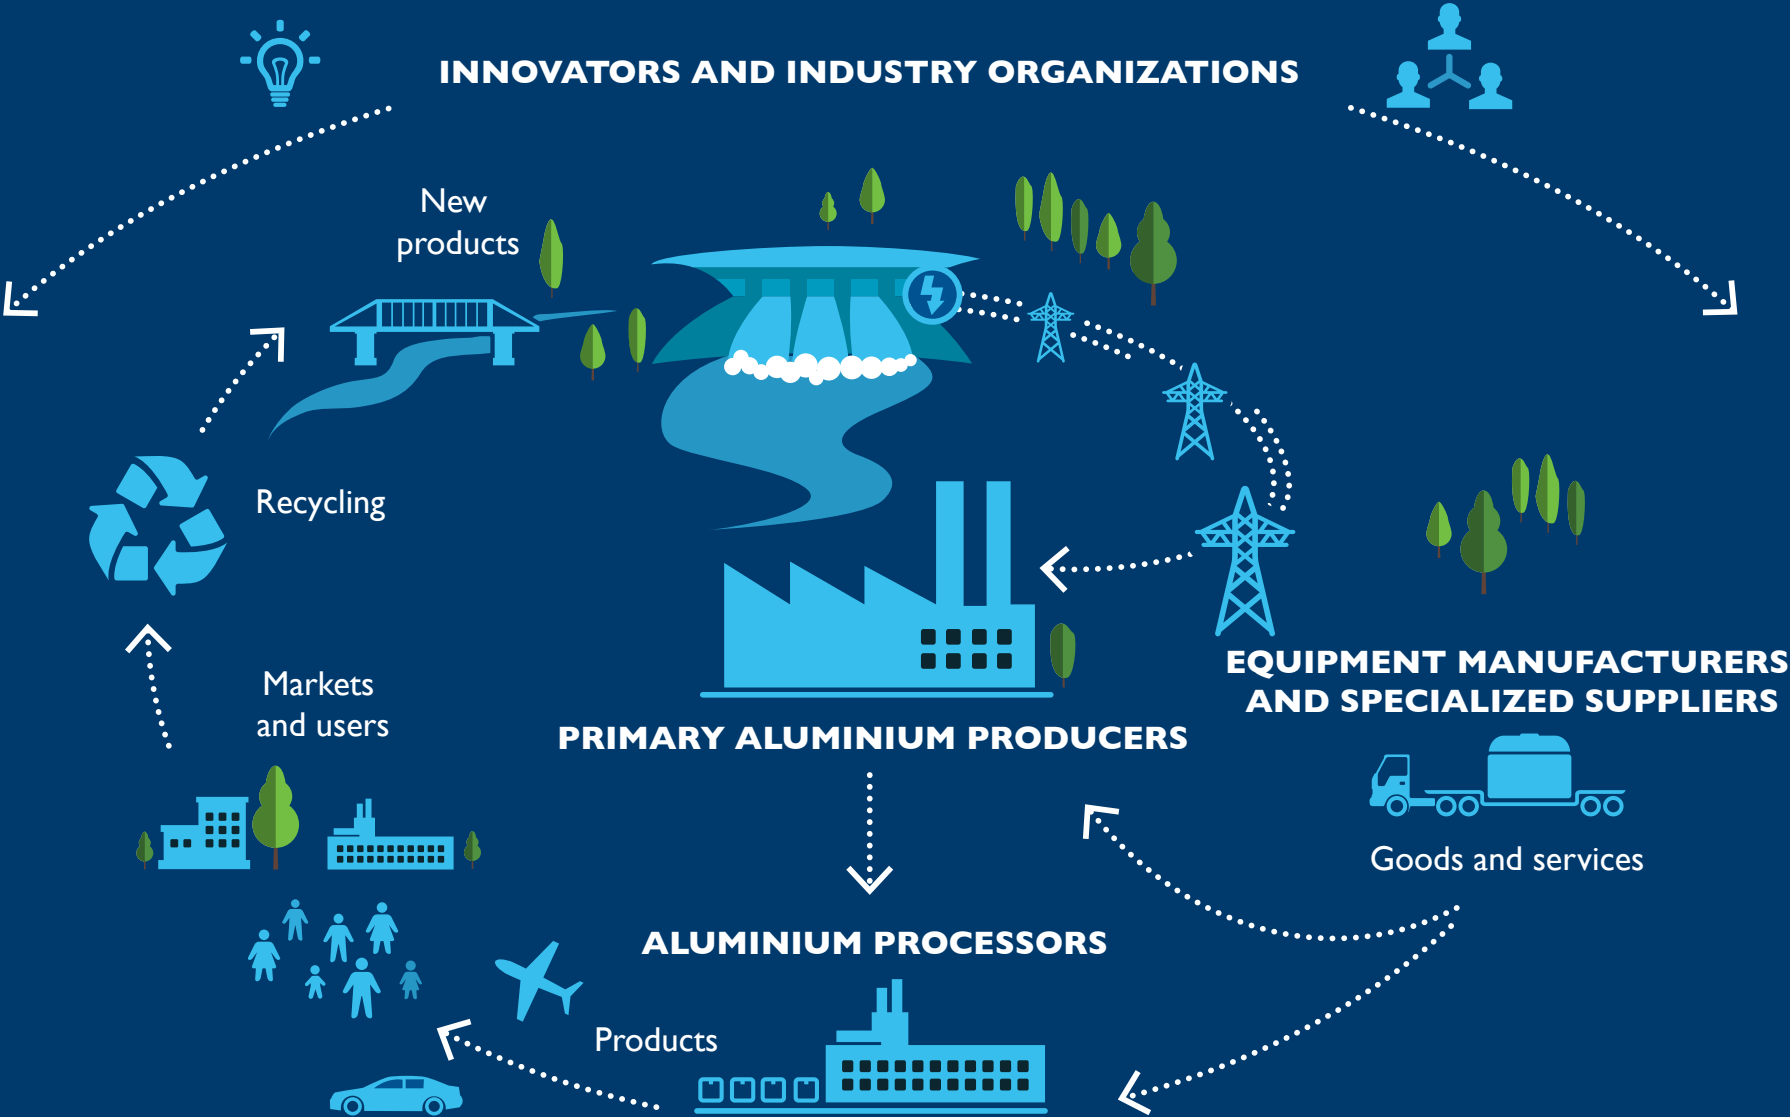 INNOVATORS AND INDUSTRY ORGANIZATIONS
New
products
Recycling
EQUIPMENT MANUFACTURERS
AND SPECIALIZED SUPPLIERS
Markets
and users
PRIMARY ALUMINIUM PRODUCERS
Goods and services
ALUMINIUM PROCESSORS
Products